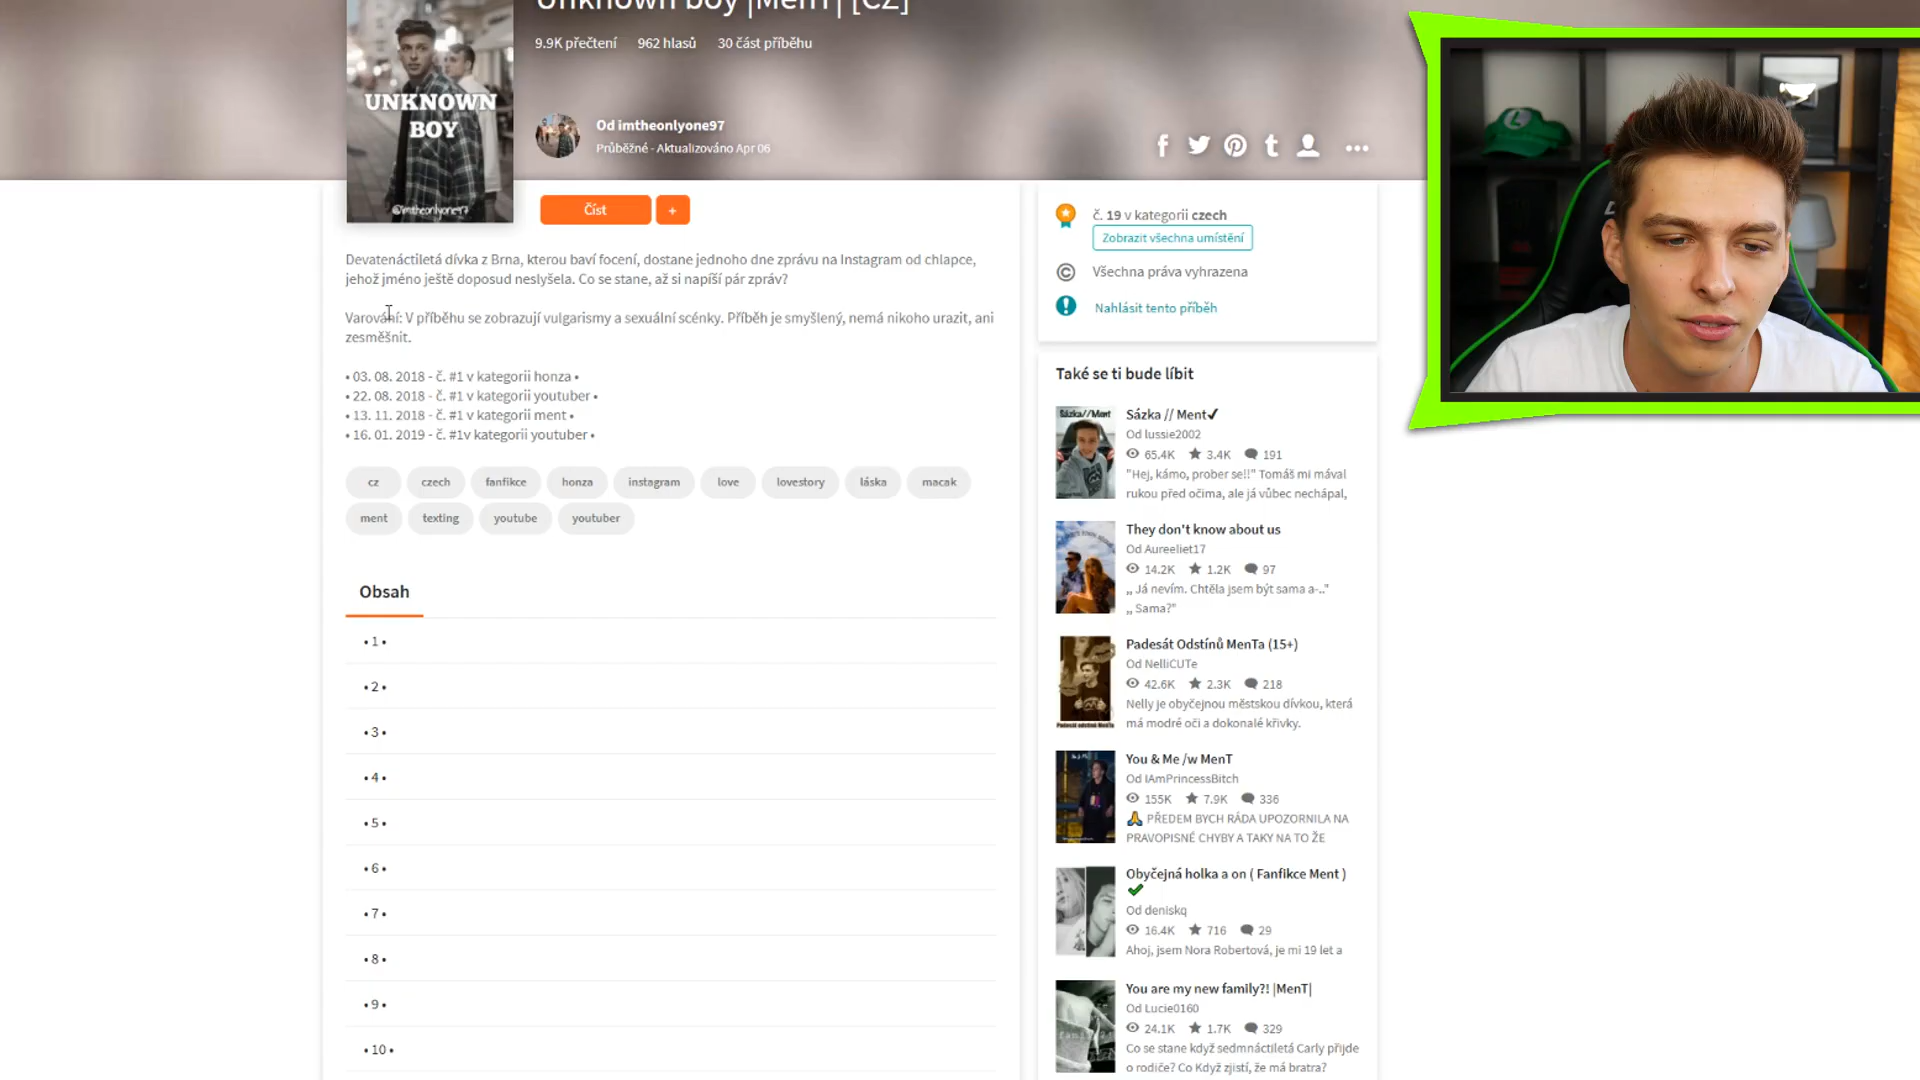 Unknown boy |MenT| [CZ]
9.9K přečtení 962 hlasů 30 část příběhu
UNKNOWN
BOY
@imtheonlyone97
Od imtheonlyone97
Průběžné - Aktualizováno Apr 06
Číst
+
Devatenáctiletá dívka z Brna, kterou baví focení, dostane jednoho dne zprávu na Instagram od chlapce,
jehož jméno ještě doposud neslyšela. Co se stane, až si napíší pár zpráv?
Varování: V příběhu se zobrazují vulgarismy a sexuální scénky. Příběh je smyšlený, nemá nikoho urazit, ani
zesměšnit.
• 03. 08. 2018 - č. #1 v kategorii honza •
• 22. 08. 2018 - č. #1 v kategorii youtuber •
• 13. 11. 2018 - č. #1 v kategorii ment •
• 16. 01. 2019 - č. #1v kategorii youtuber •
cz czech fanfikce honza instagram love lovestory láska macak
ment texting youtube youtuber
Obsah
• 1 •
• 2 •
• 3 •
• 4 •
• 5 •
• 6 •
• 7 •
• 8 •
• 9 •
• 10 •
č. 19 v kategorii czech
Zobrazit všechna umístění
Všechna práva vyhrazena
Nahlásit tento příběh
Také se ti bude líbit
Sázka//Ment
Sázka // Ment✔
Od lussie2002
65.4K 3.4K 191
"Hej, kámo, prober se!!" Tomáš mi mával
rukou před očima, ale já vůbec nechápal,
They don't know about us
Od Aureeliet17
14.2K 1.2K 97
,, Já nevím. Chtěla jsem být sama a-.."
,, Sama?"
Padesát odstínů MenTa
Padesát Odstínů MenTa (15+)
Od NelliCUTe
42.6K 2.3K 218
Nelly je obyčejnou městskou dívkou, která
má modré oči a dokonalé křivky.
You & Me /w MenT
Od IAmPrincessBitch
155K 7.9K 336
🙏 PŘEDEM BYCH RÁDA UPOZORNILA NA
PRAVOPISNÉ CHYBY A TAKY NA TO ŽE
Obyčejná holka a on ( Fanfikce Ment )
✔
Od deniskq
16.4K 716 29
Ahoj, jsem Nora Robertová, je mi 19 let a
You are my new family?! |MenT|
Od Lucie0160
24.1K 1.7K 329
Co se stane když sedmnáctiletá Carly přijde
o rodiče? Co Když zjistí, že má bratra?